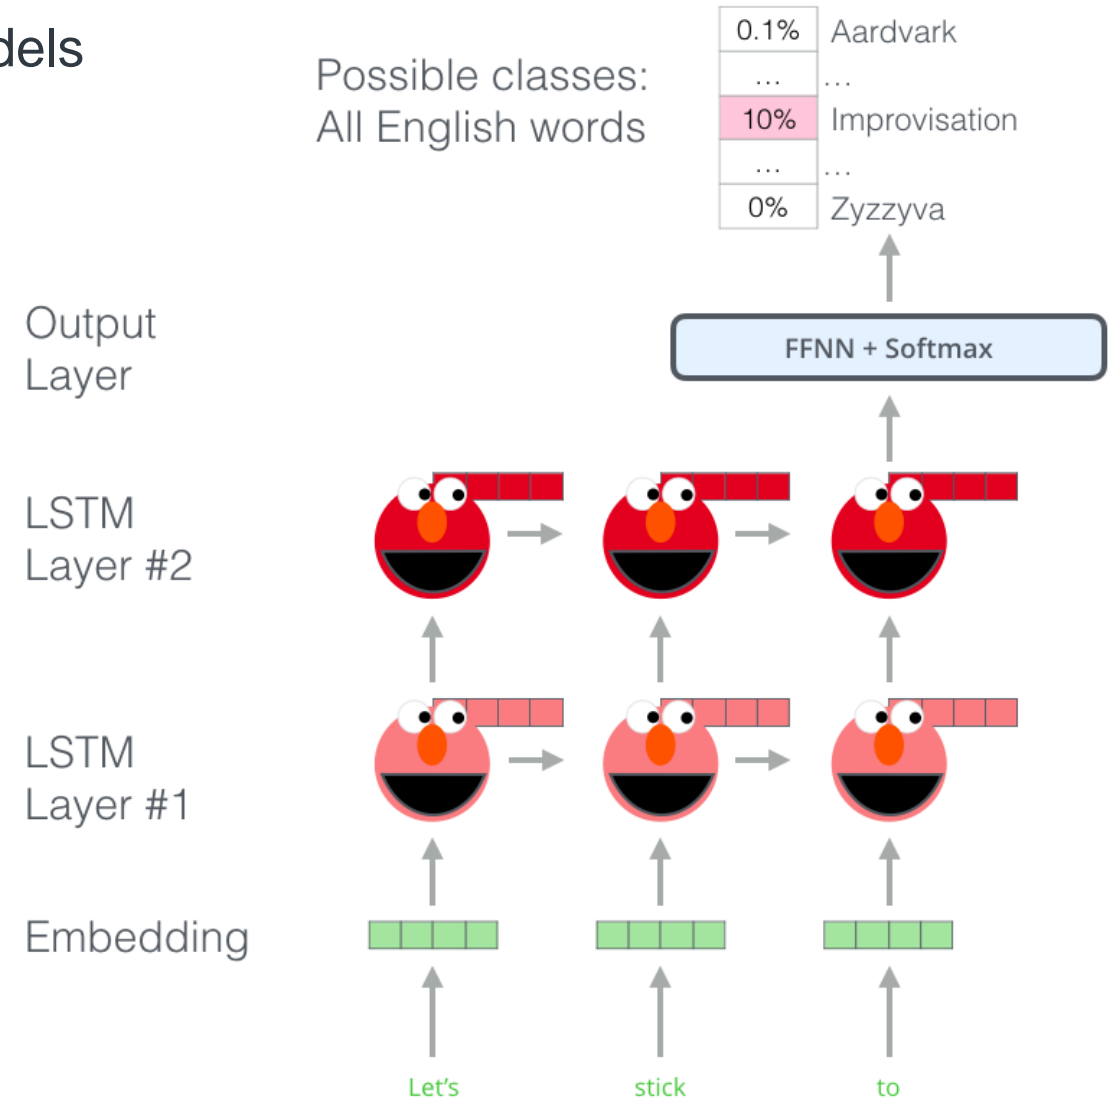 dels
Possible classes:
All English words
0.1% Aardvark
... ...
10% Improvisation
... ...
0% Zyzzyva
Output
Layer
FFNN + Softmax
LSTM
Layer #2
LSTM
Layer #1
Embedding
Let's stick to